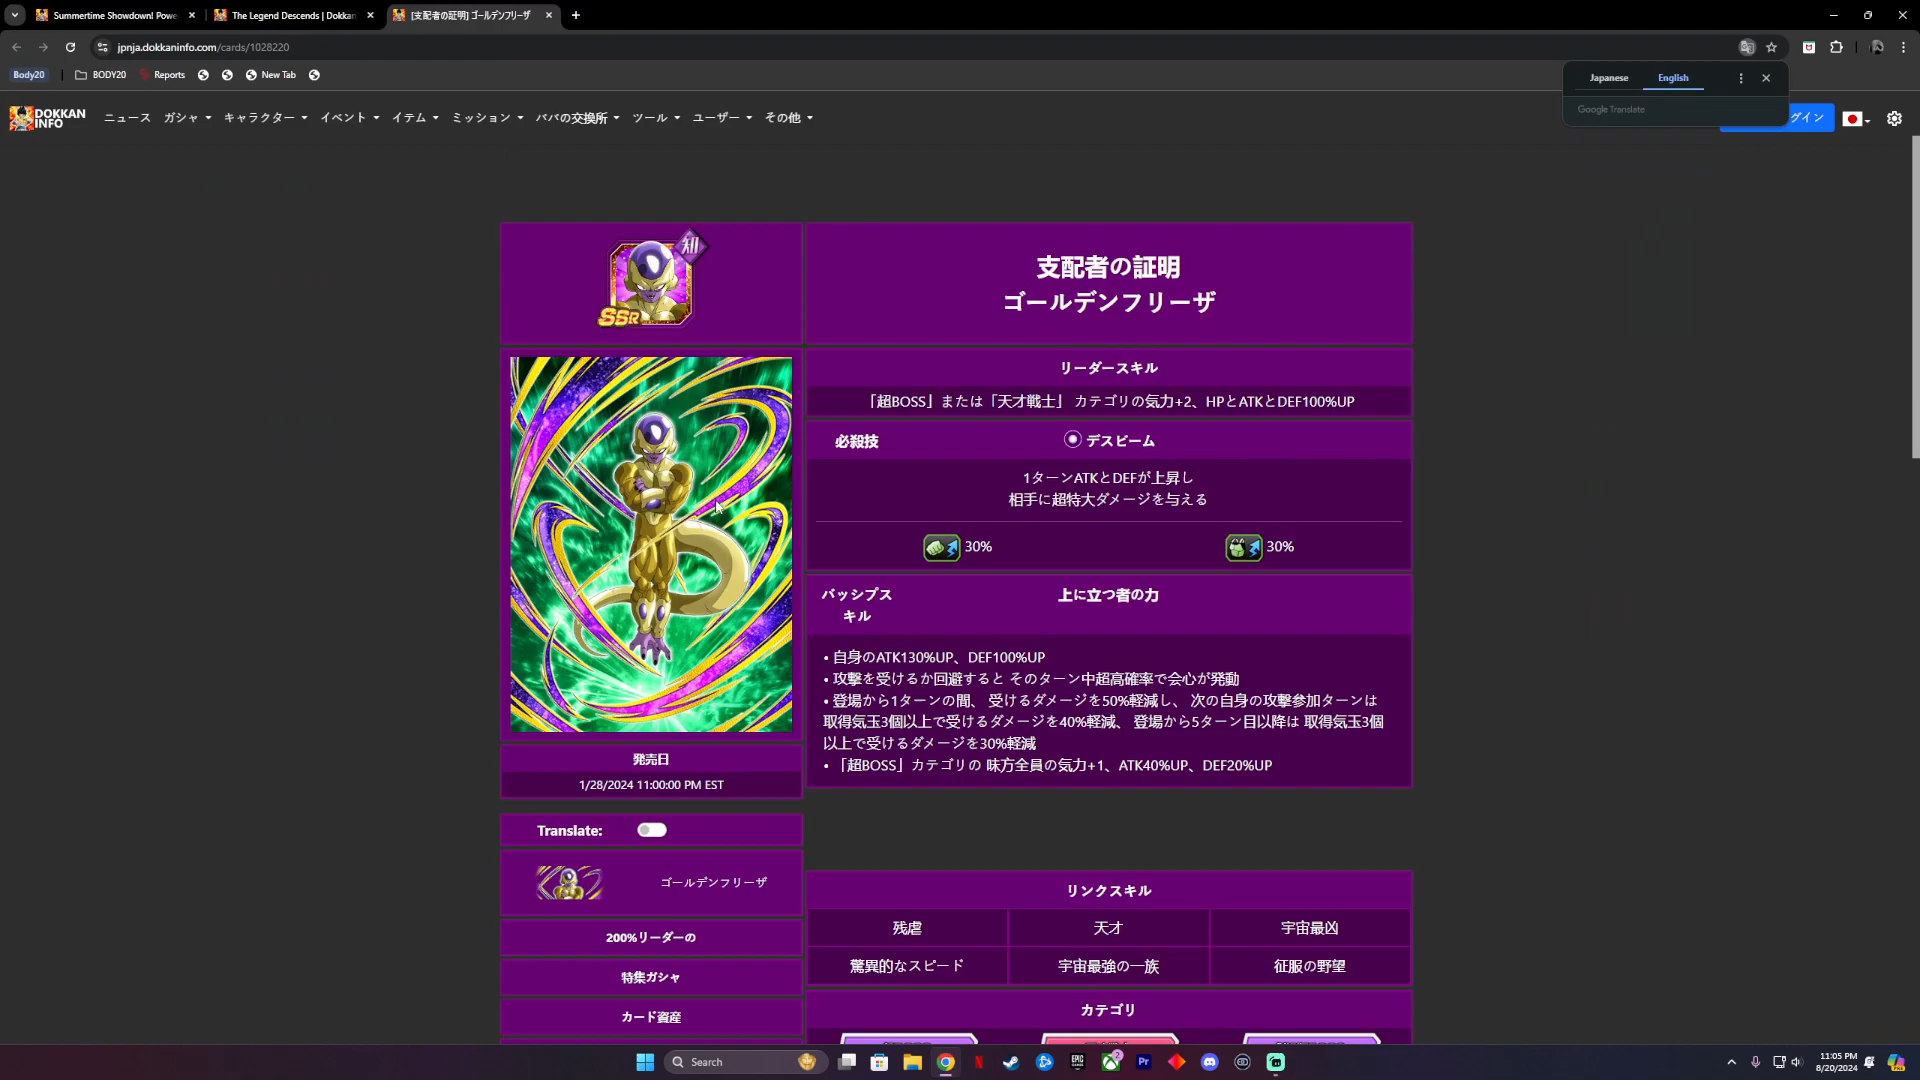 Summertime Showdown! Powe
The Legend Descends | Dokkan
[支配者の証明] ゴールデンフリーザ
jpnja.dokkaninfo.com/cards/1028220
Body20
BODY20
Reports
New Tab
Japanese
English
Google Translate
DOKKAN
INFO
ニュース
ガシャ
キャラクター
イベント
アイテム
ミッション
ババの交換所
ツール
ユーザー
その他
グイン
知
SSR
支配者の証明
ゴールデンフリーザ
リーダースキル
「超BOSS」または「天才戦士」 カテゴリの気力+2、HPとATKとDEF100%UP
必殺技
デスビーム
1ターンATKとDEFが上昇し
相手に超特大ダメージを与える
30%
30%
パッシブス
キル
上に立つ者の力
• 自身のATK130%UP、DEF100%UP
• 攻撃を受けるか回避すると そのターン中超高確率で会心が発動
• 登場から1ターンの間、 受けるダメージを50%軽減し、 次の自身の攻撃参加ターンは
取得気玉3個以上で受けるダメージを40%軽減、 登場から5ターン目以降は 取得気玉3個
以上で受けるダメージを30%軽減
• 「超BOSS」カテゴリの 味方全員の気力+1、ATK40%UP、DEF20%UP
発売日
1/28/2024 11:00:00 PM EST
Translate:
ゴールデンフリーザ
200%リーダーの
特集ガシャ
カード資産
リンクスキル
残虐
天才
宇宙最凶
驚異的なスピード
宇宙最強の一族
征服の野望
カテゴリ
Search
EPIC
2
Pr
11:05 PM
8/20/2024